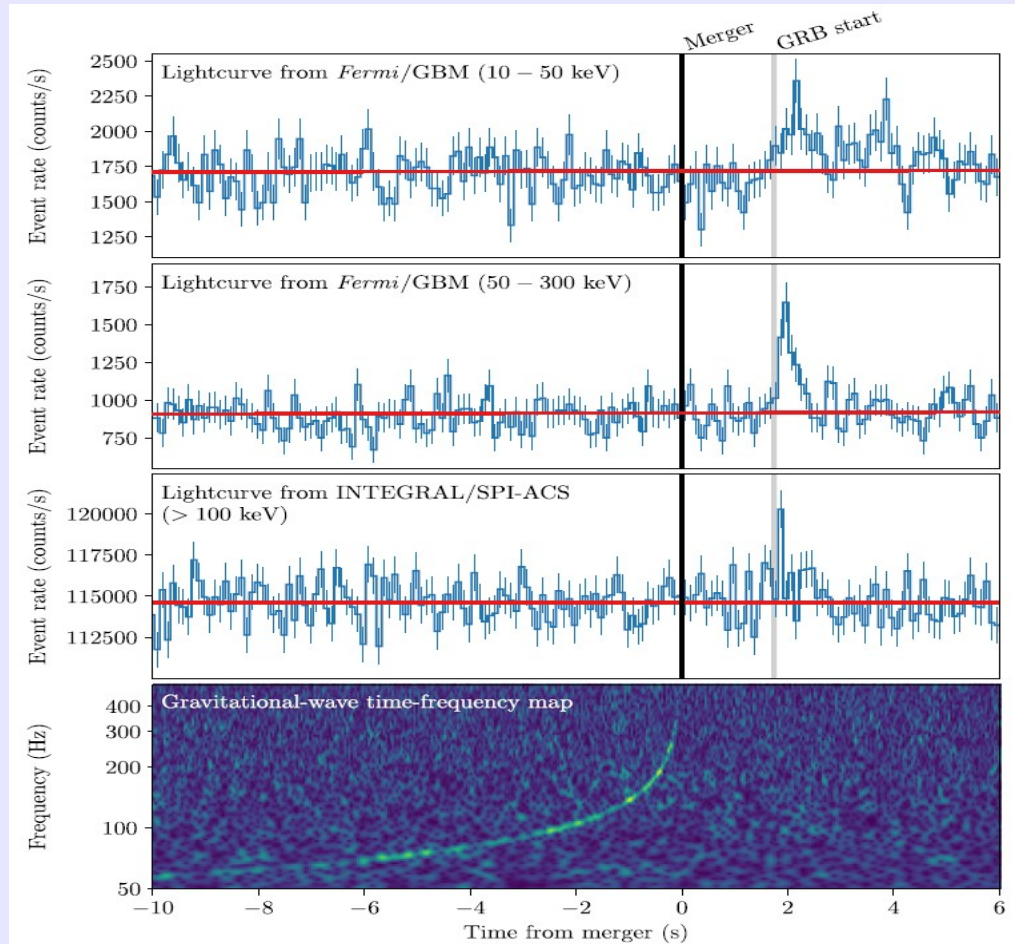 Merger GRB start
Lightcurve from Fermi/GBM (10 – 50 keV)
Event rate (counts/s)
2500
2250
2000
1750
1500
1250
Lightcurve from Fermi/GBM (50 – 300 keV)
Event rate (counts/s)
1750
1500
1250
1000
750
Lightcurve from INTEGRAL/SPI-ACS
(> 100 keV)
Event rate (counts/s)
120000
117500
115000
112500
Gravitational-wave time-frequency map
Frequency (Hz)
400
300
200
100
50
−10 −8 −6 −4 −2 0 2 4 6
Time from merger (s)